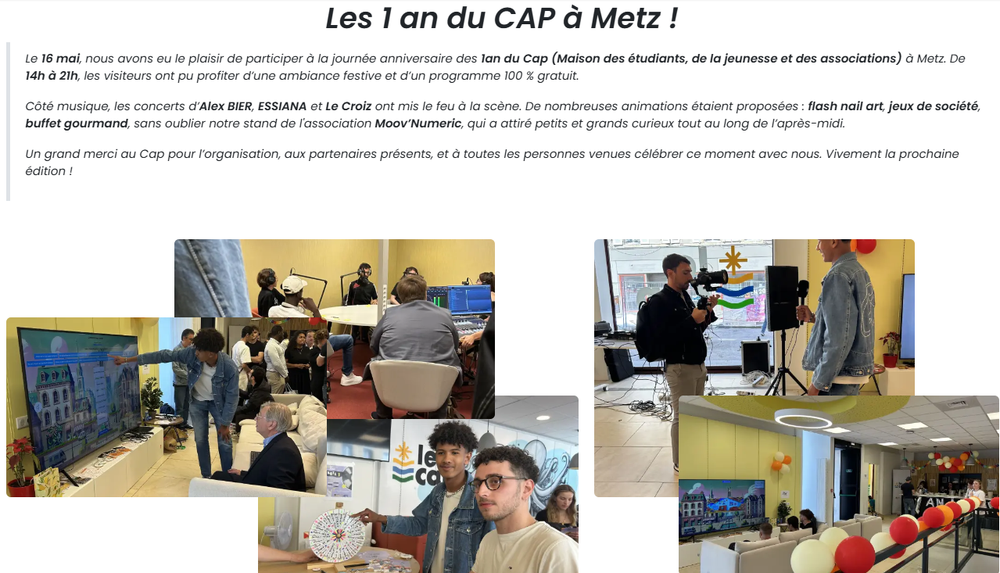 Les 1 an du CAP à Metz !
Le 16 mai, nous avons eu le plaisir de participer à la journée anniversaire des 1an du Cap (Maison des étudiants, de la jeunesse et des associations) à Metz. De
14h à 21h, les visiteurs ont pu profiter d’une ambiance festive et d’un programme 100 % gratuit.
Côté musique, les concerts d’Alex BIER, ESSIANA et Le Croiz ont mis le feu à la scène. De nombreuses animations étaient proposées : flash nail art, jeux de société,
buffet gourmand, sans oublier notre stand de l'association Moov’Numeric, qui a attiré petits et grands curieux tout au long de l’après-midi.
Un grand merci au Cap pour l’organisation, aux partenaires présents, et à toutes les personnes venues célébrer ce moment avec nous. Vivement la prochaine
édition !
le
ca
1 AN